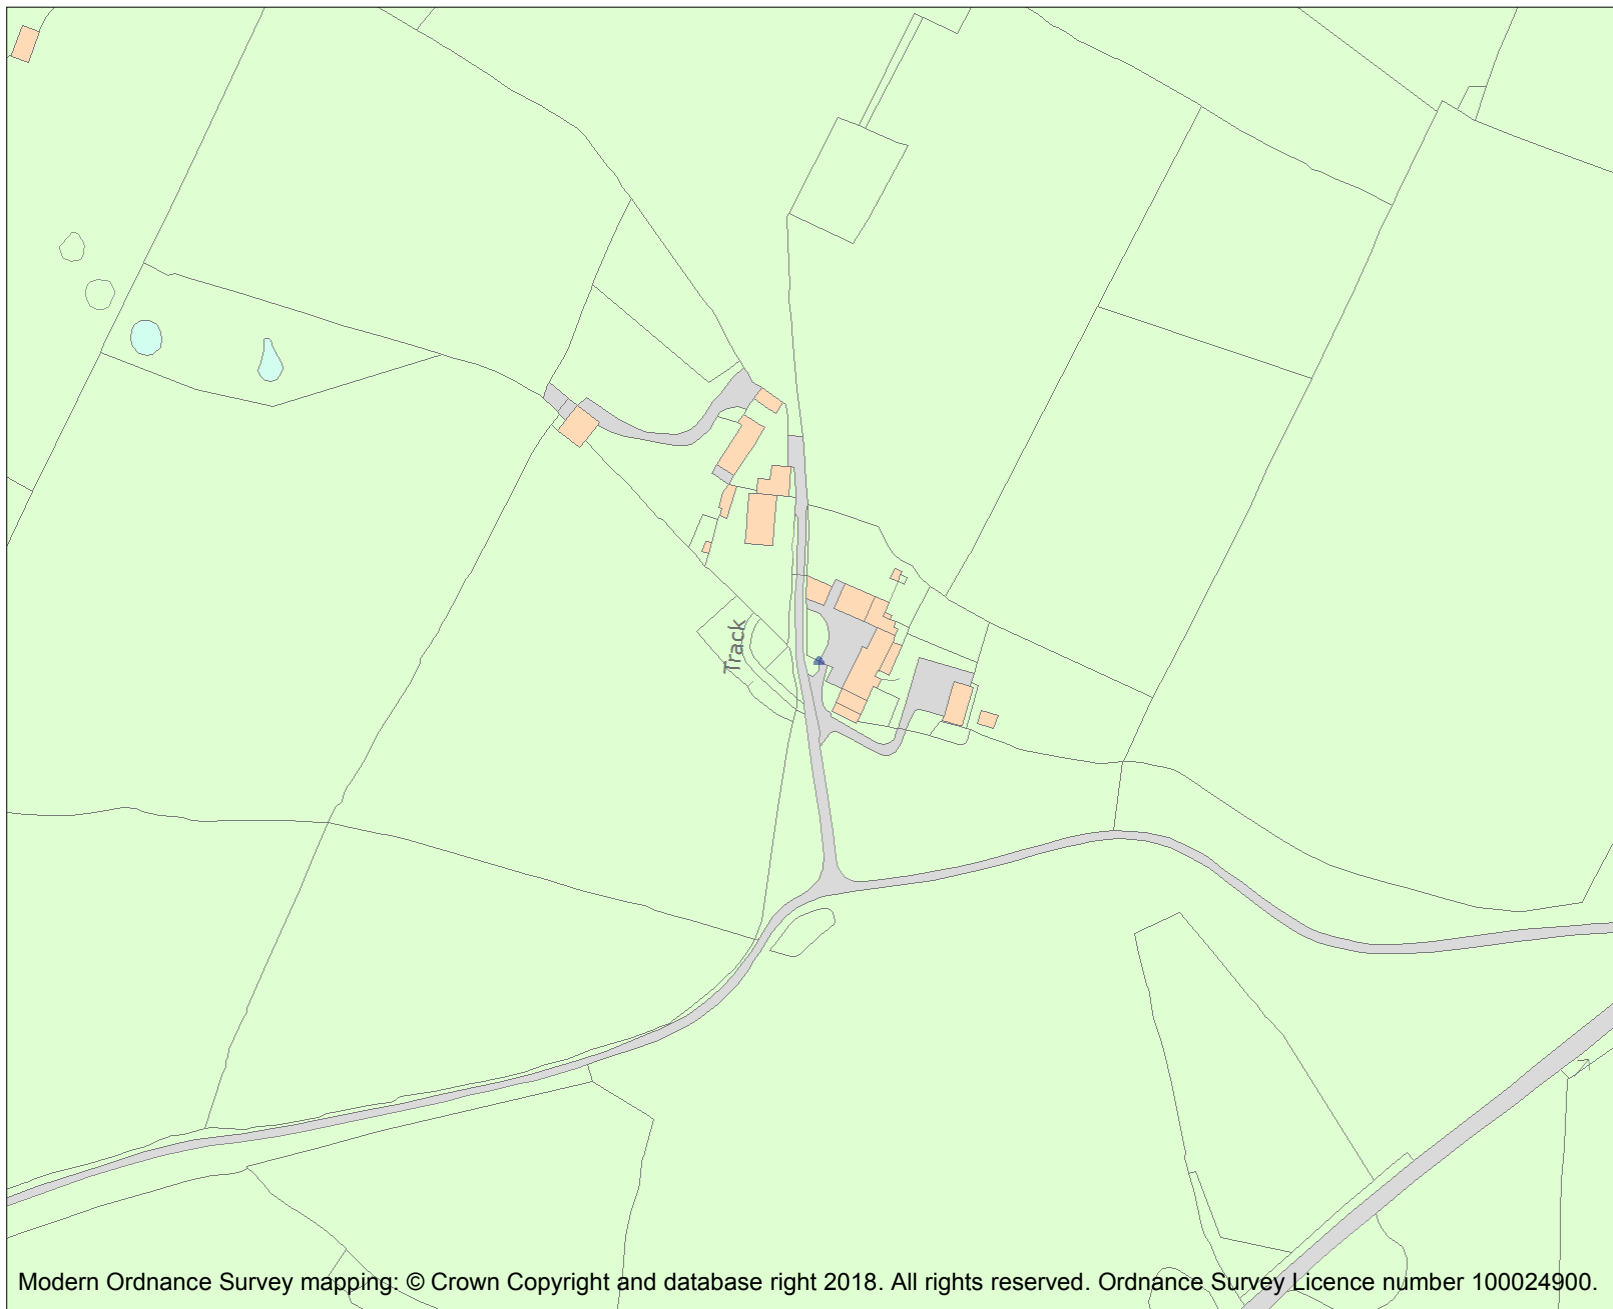 Track
Modern Ordnance Survey mapping: © Crown Copyright and database right 2018. All rights reserved. Ordnance Survey Licence number 100024900.